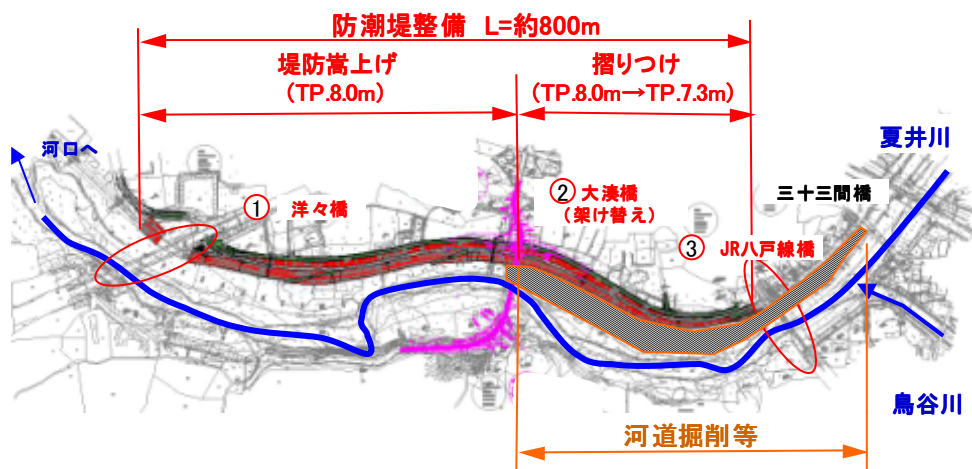 防潮堤整備 L=約800m
堤防嵩上げ
(TP.8.0m)
摺りつけ
(TP.8.0m→TP.7.3m)
河口へ
夏井川
① 洋々橋
② 大湊橋
(架け替え)
三十三間橋
③ JR八戸線橋
鳥谷川
河道掘削等